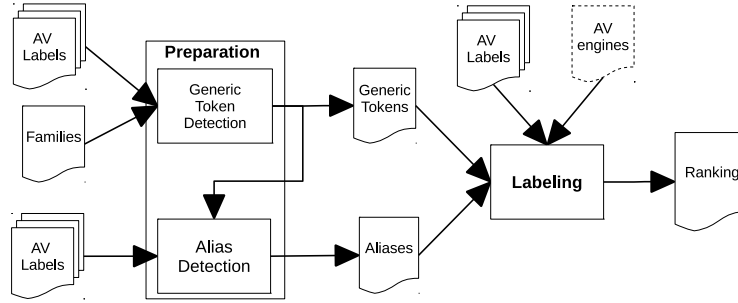 AV
Labels
Families
AV
Labels
Preparation
Generic
Token
Detection
Alias
Detection
Generic
Tokens
Aliases
AV
Labels
AV
engines
Labeling
Ranking